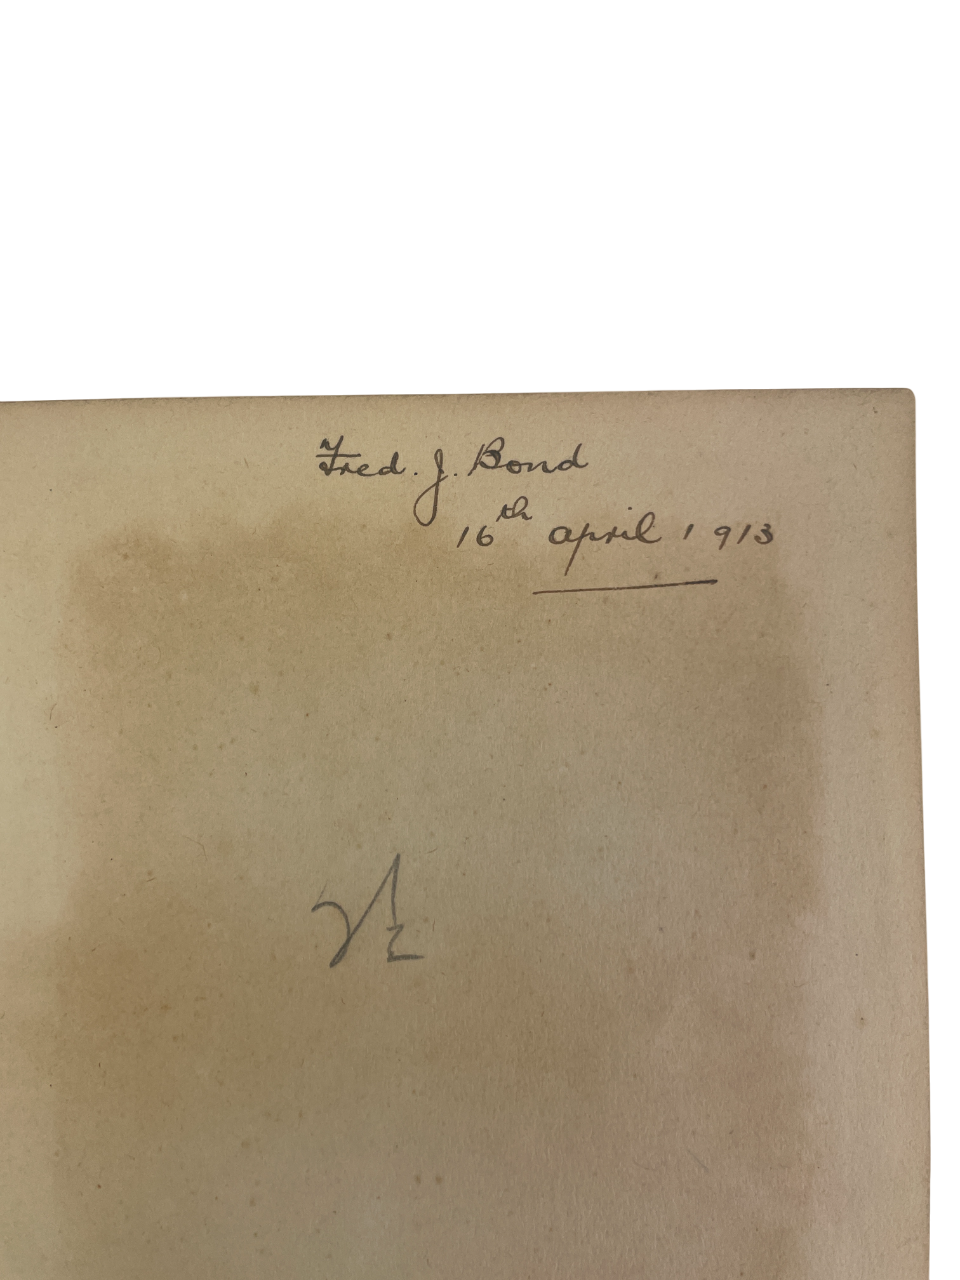 Fred. J. Bond
16th april 1913